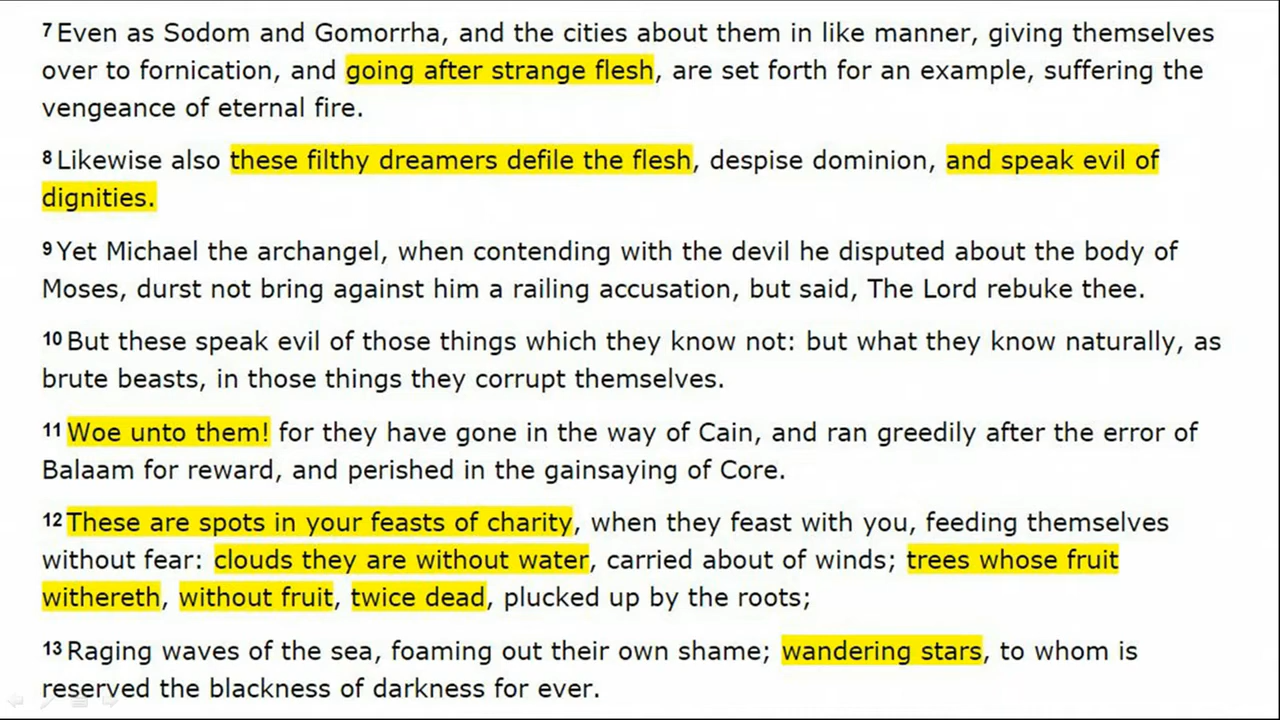 7 Even as Sodom and Gomorrha, and the cities about them in like manner, giving themselves
over to fornication, and going after strange flesh, are set forth for an example, suffering the
vengeance of eternal fire.
8 Likewise also these filthy dreamers defile the flesh, despise dominion, and speak evil of
dignities.
9 Yet Michael the archangel, when contending with the devil he disputed about the body of
Moses, durst not bring against him a railing accusation, but said, The Lord rebuke thee.
10 But these speak evil of those things which they know not: but what they know naturally, as
brute beasts, in those things they corrupt themselves.
11 Woe unto them! for they have gone in the way of Cain, and ran greedily after the error of
Balaam for reward, and perished in the gainsaying of Core.
12 These are spots in your feasts of charity, when they feast with you, feeding themselves
without fear: clouds they are without water, carried about of winds; trees whose fruit
withereth, without fruit, twice dead, plucked up by the roots;
13 Raging waves of the sea, foaming out their own shame; wandering stars, to whom is
reserved the blackness of darkness for ever.